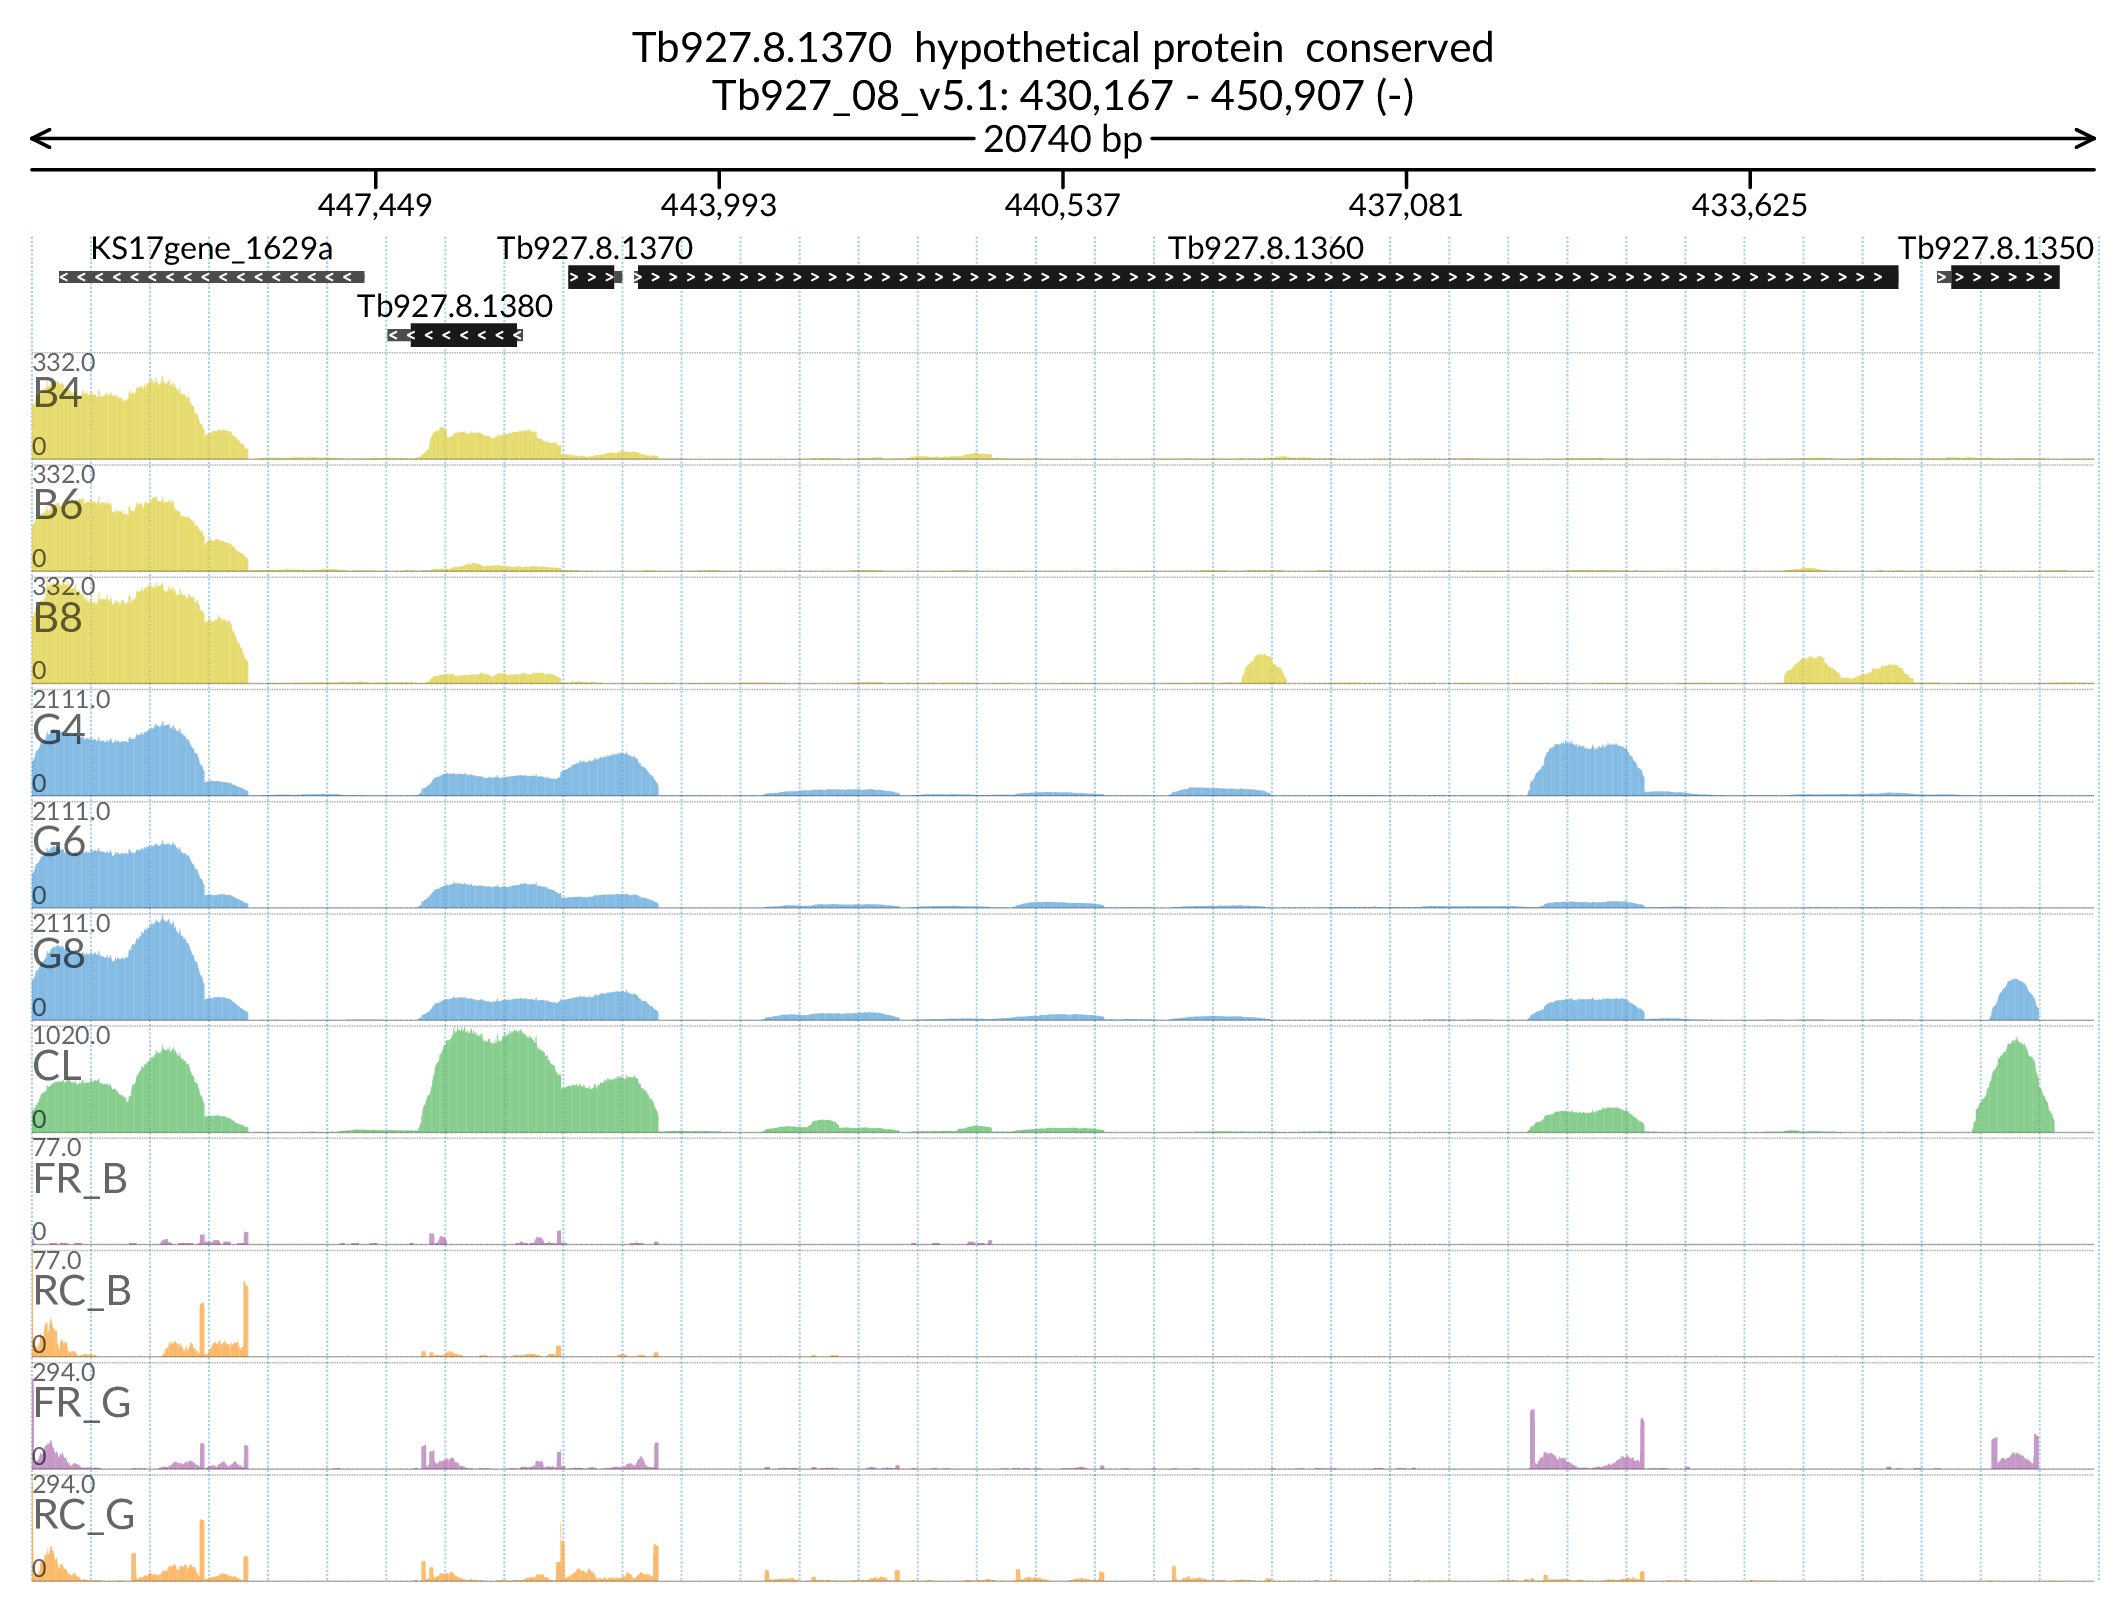 Tb927.8.1370  hypothetical protein  conserved
Tb927_08_v5.1: 430,167 - 450,907 (-)
20740 bp
447,449 443,993 440,537 437,081 433,625
KS17gene_1629a Tb927.8.1370 Tb927.8.1360 Tb927.8.1350
Tb927.8.1380
332.0
B4
0
332.0
B6
0
332.0
B8
0
2111.0
G4
0
2111.0
G6
0
2111.0
G8
0
1020.0
CL
0
77.0
FR_B
0
77.0
RC_B
0
294.0
FR_G
0
294.0
RC_G
0